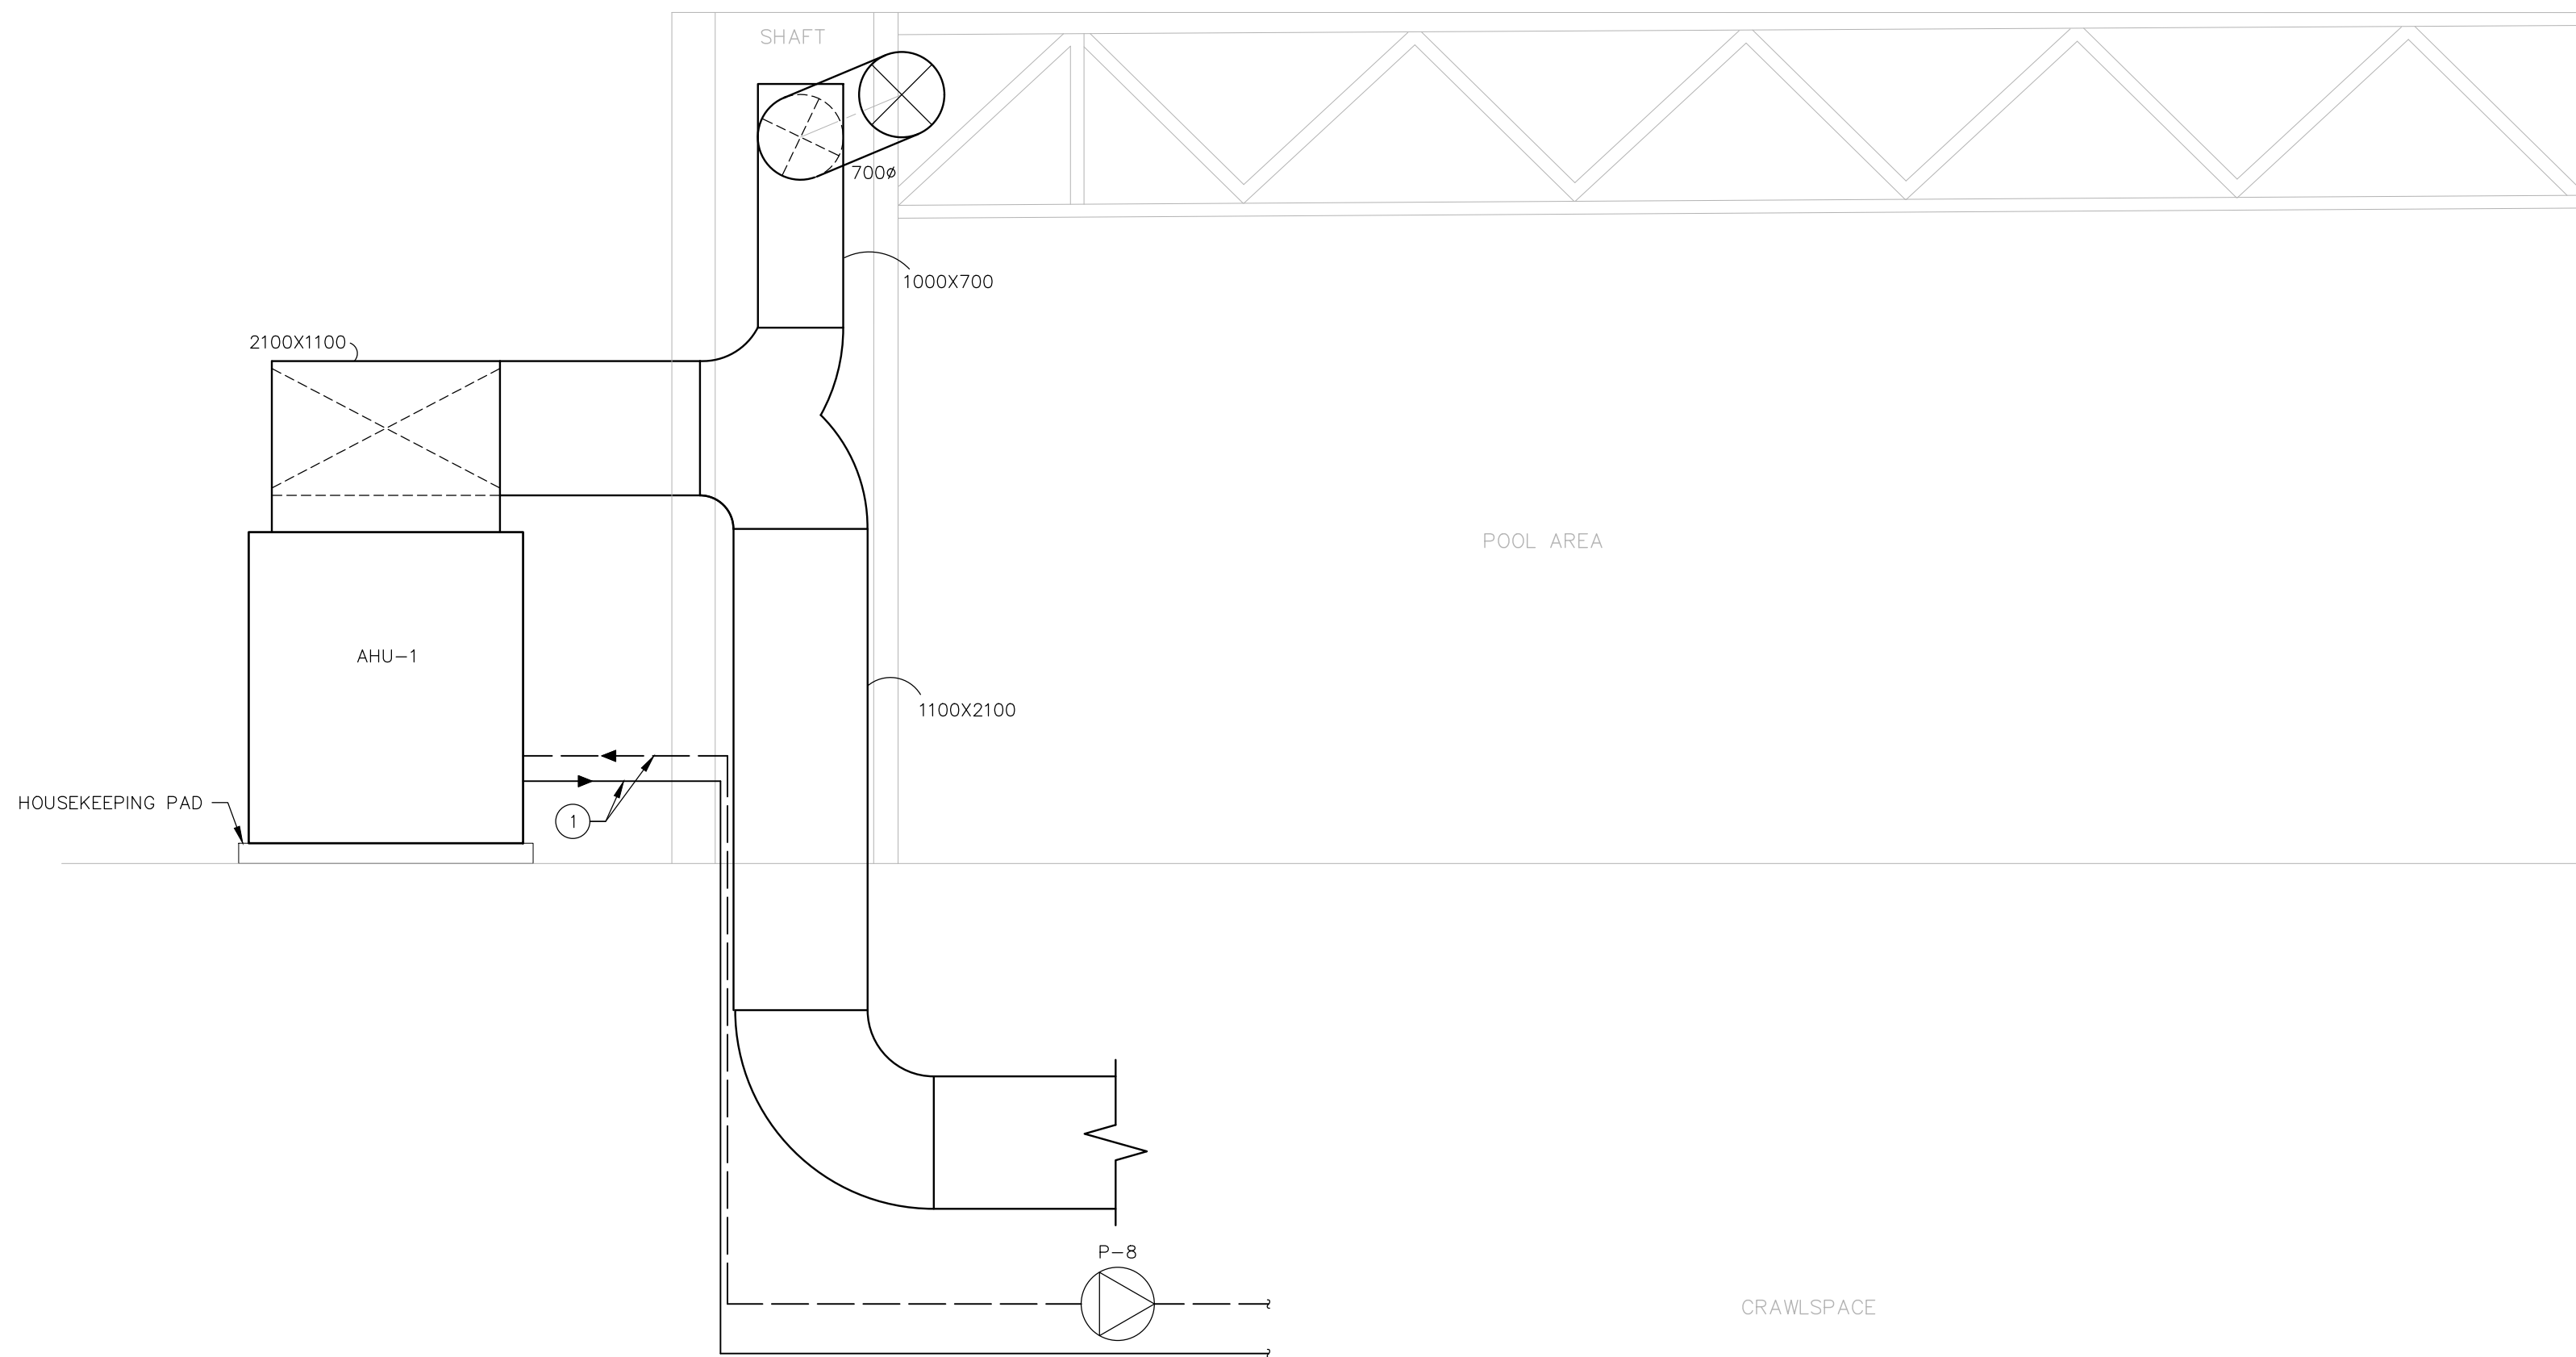 SHAFT
700ø
1000X700
2100X1100
POOL AREA
AHU-1
1100X2100
HOUSEKEEPING PAD
1
P-8
CRAWLSPACE